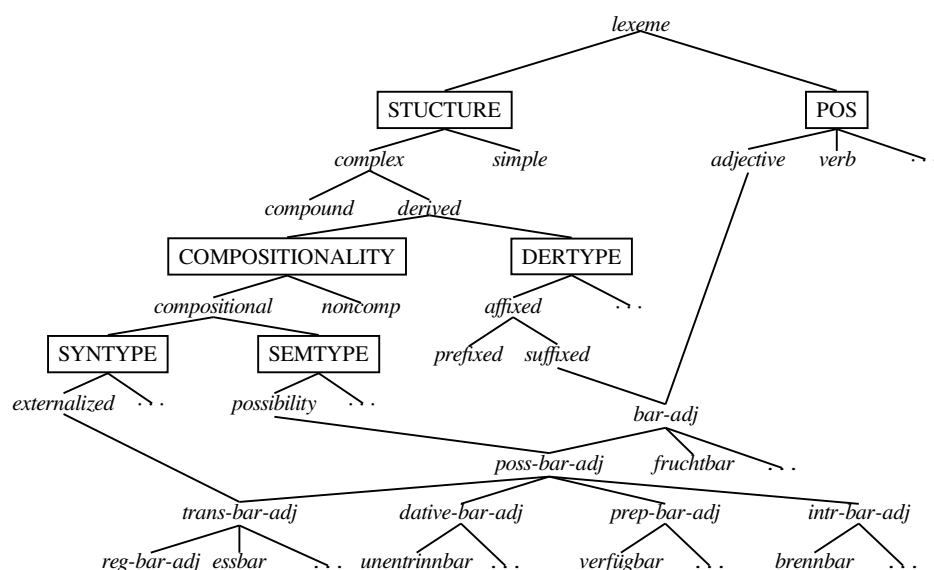 lexeme
STUCTURE POS
complex simple adjective verb . . .
compound derived
COMPOSITIONALITY DERTYPE
compositional noncomp affixed . . .
SYNTYPE SEMTYPE prefixed suffixed
externalized . . . possibility . . . bar-adj
poss-bar-adj fruchtbar . . .
trans-bar-adj dative-bar-adj prep-bar-adj intr-bar-adj
reg-bar-adj essbar . . . unentrinnbar . . . verfügbar . . . brennbar . . .